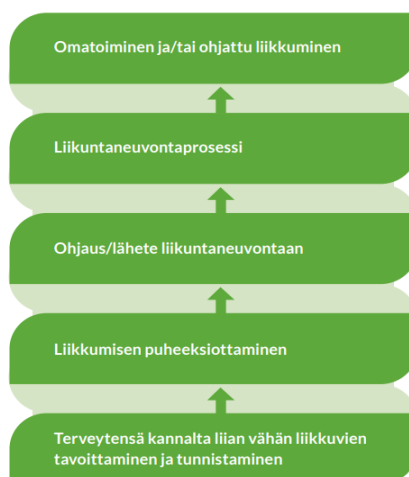 Omatoiminen ja/tai ohjattu liikkuminen
Liikuntaneuvontaprosessi
Ohjaus/lähete liikuntaneuvontaan
Liikkumisen puheeksiottaminen
Terveytensä kannalta liian vähän liikkuvien
tavoittaminen ja tunnistaminen